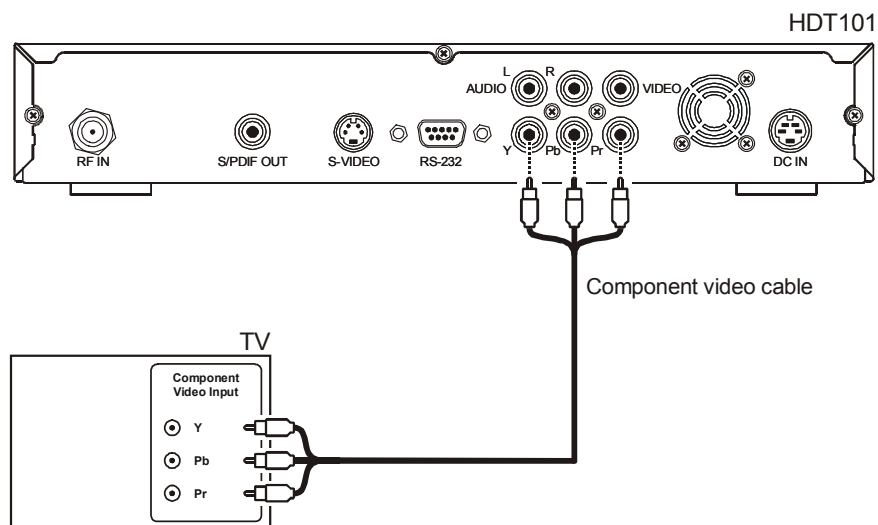 HDT101
L R
AUDIO VIDEO
RF IN S/PDIF OUT S-VIDEO RS-232 Y Pb Pr DC IN
Component video cable
TV
Component
Video Input
Y
Pb
Pr